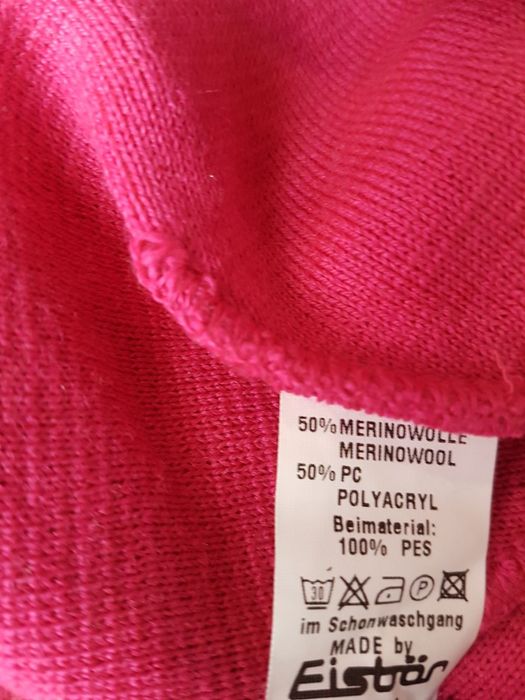 50% MERINOWOLLE
MERINOWOOL
50% PC
POLYACRYL
Beimaterial:
100% PES
30 P
im Schonwaschgang
MADE by
Eisbär